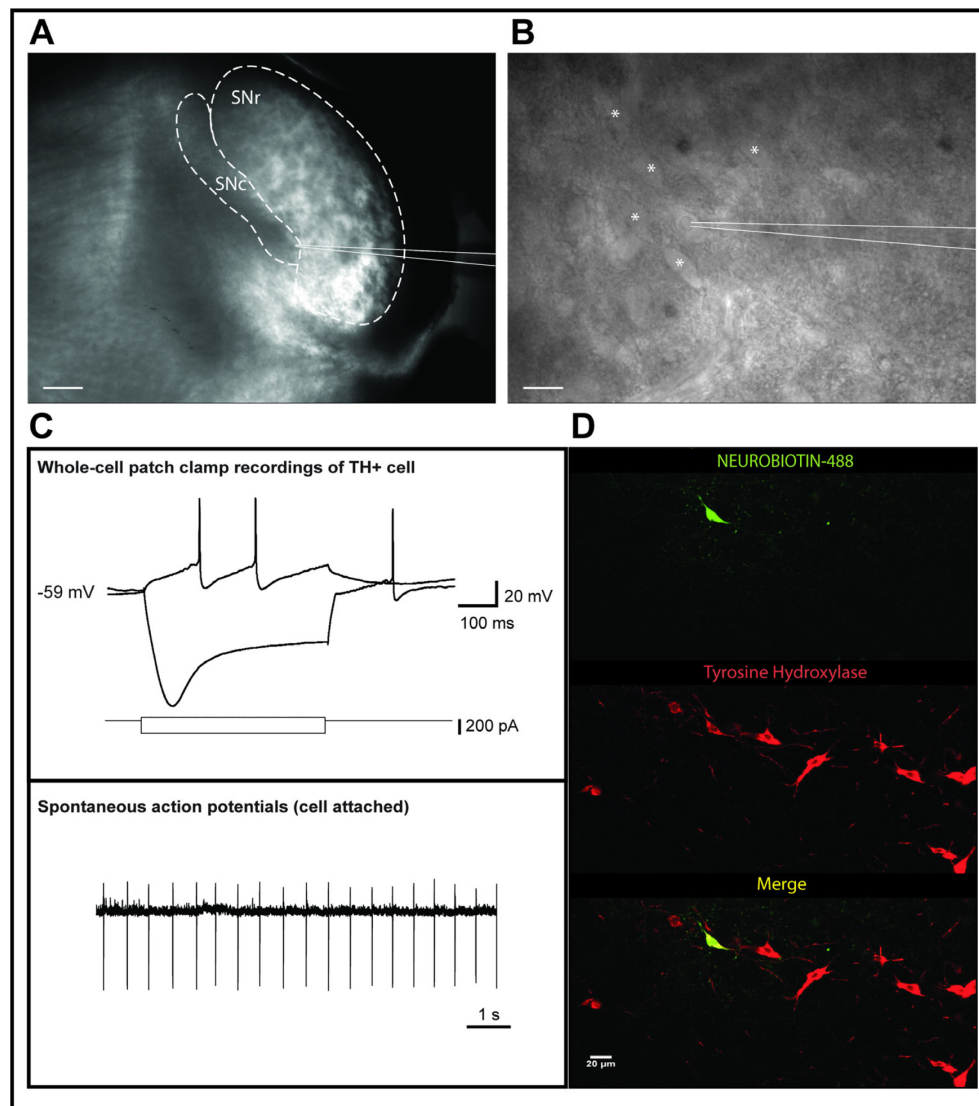 A
SNr
SNc
B
*
*
*
*
*
C
Whole-cell patch clamp recordings of TH+ cell
-59 mV
20 mV
100 ms
200 pA
Spontaneous action potentials (cell attached)
1 s
D
NEUROBIOTIN-488
Tyrosine Hydroxylase
Merge
20 µm